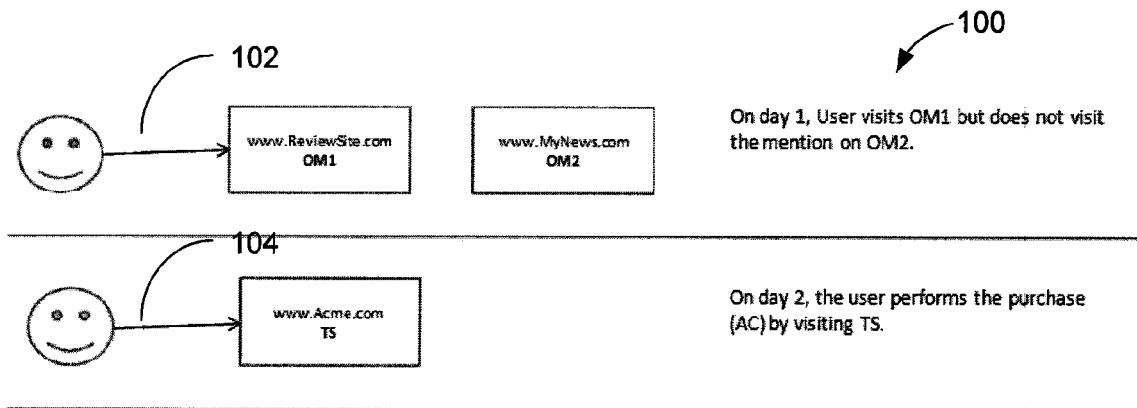 100
102
www.ReviewSite.com
OM1
www.MyNews.com
OM2
On day 1, User visits OM1 but does not visit
the mention on OM2.
104
www.Acme.com
TS
On day 2, the user performs the purchase
(AC) by visiting TS.